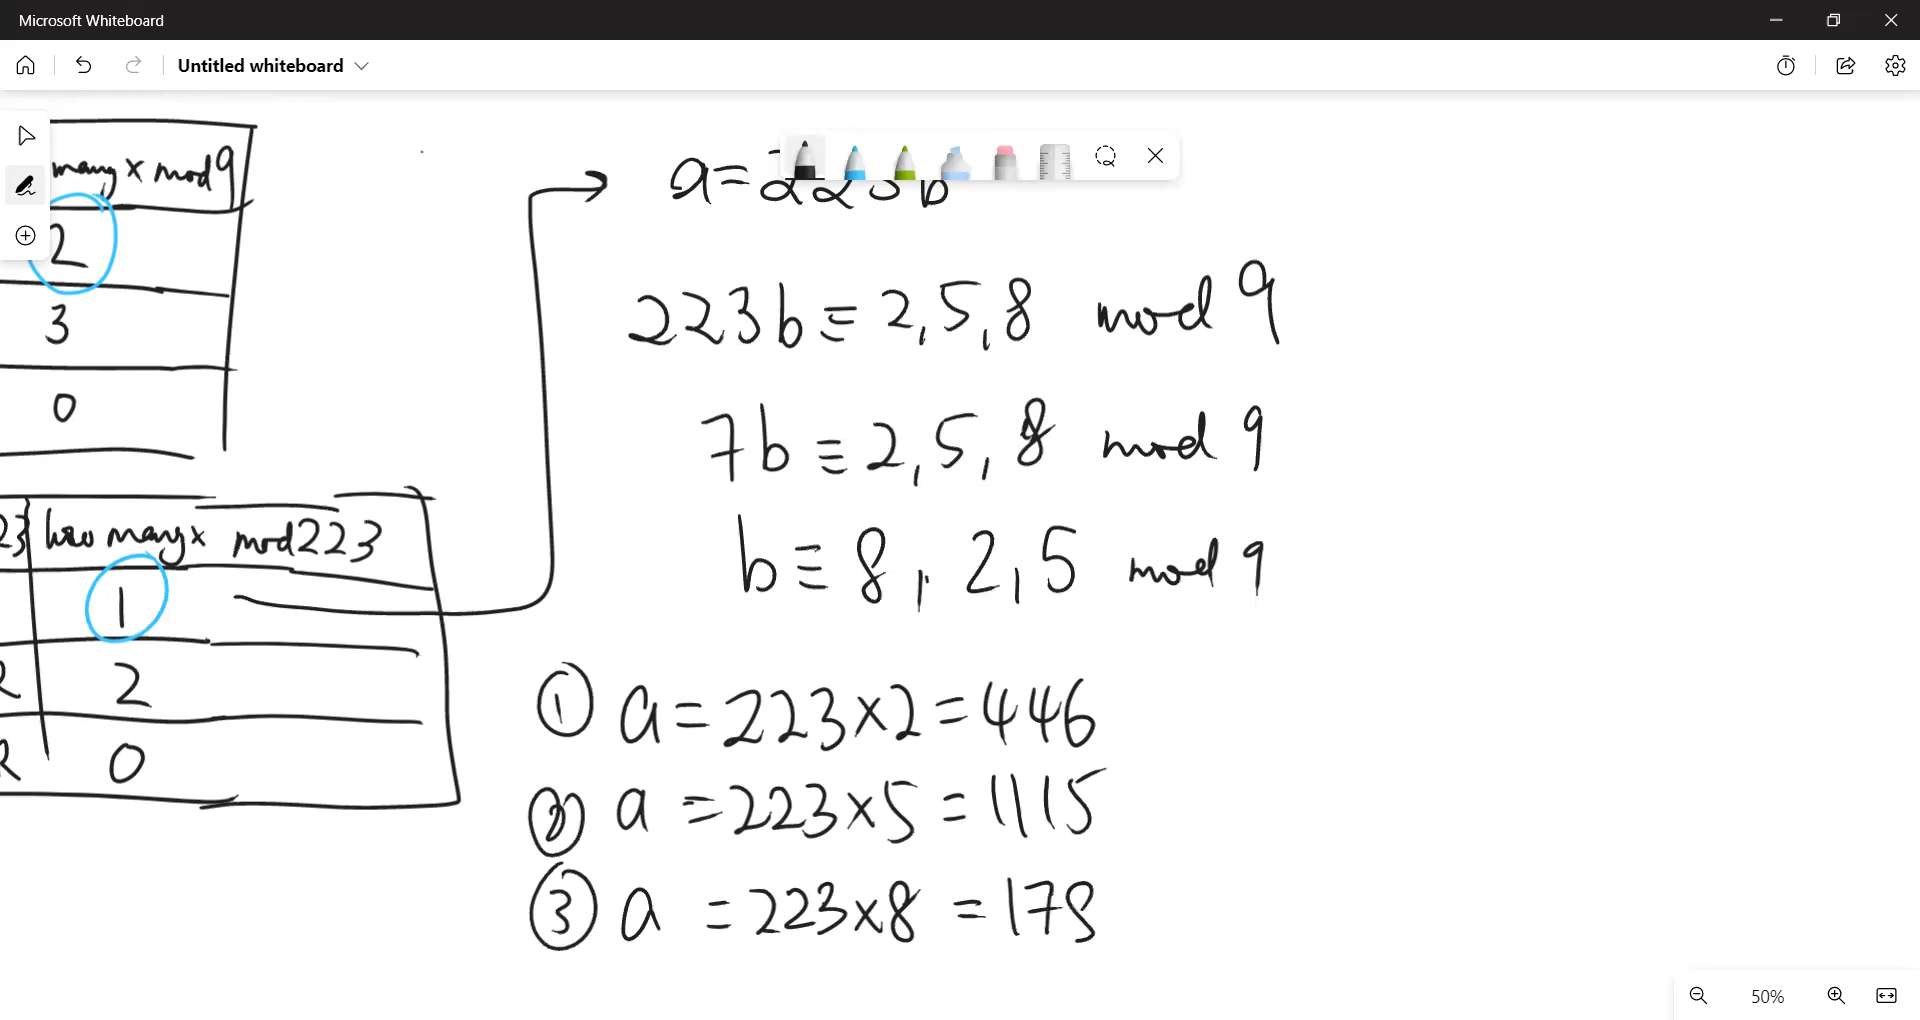 Microsoft Whiteboard
Untitled whiteboard
many x mod 9
2
3
0
23 how many x mod 223
1
2
R 0
a = 223b
223b ≡ 2, 5, 8 mod 9
7b ≡ 2, 5, 8 mod 9
b ≡ 8, 2, 5 mod 9
① a = 223 × 2 = 446
② a = 223 × 5 = 1115
③ a = 223 × 8 = 178
50%